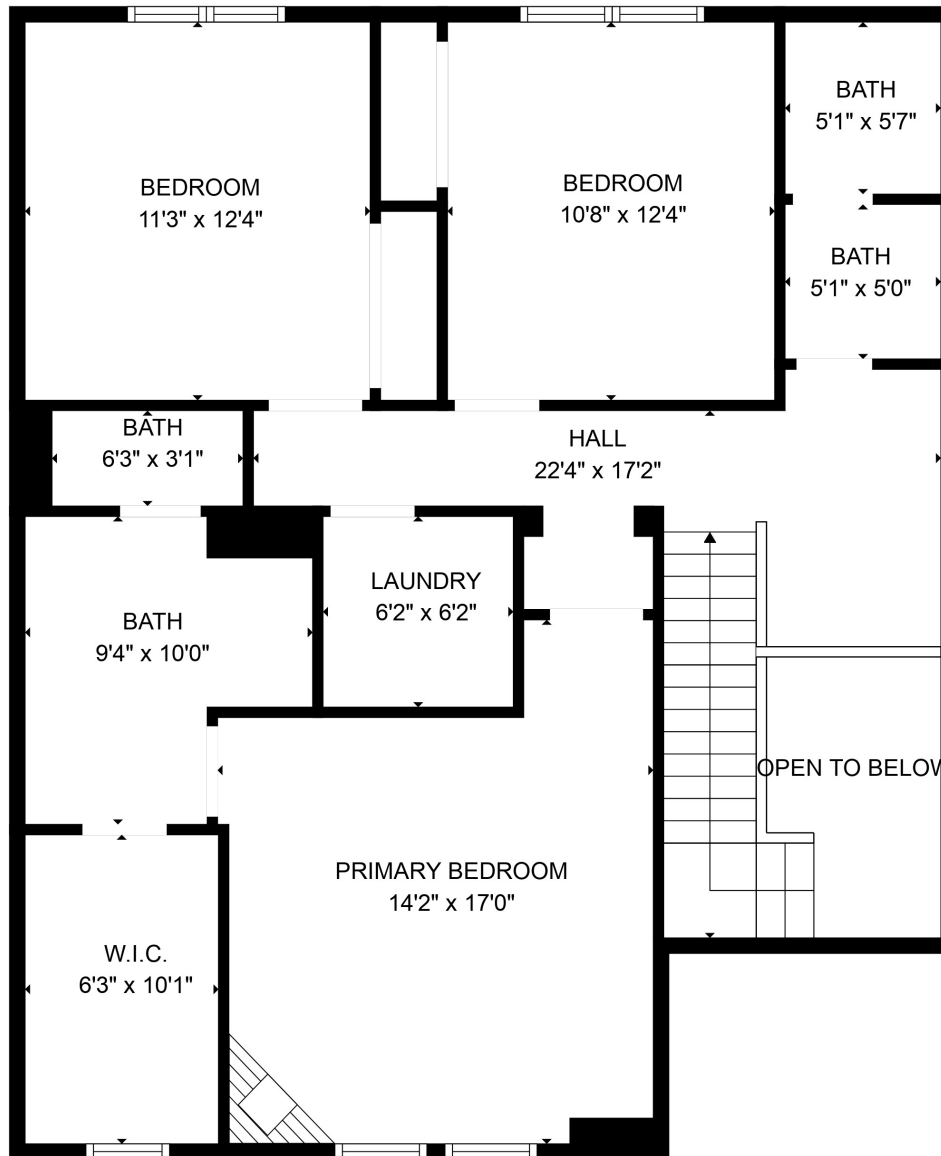 BEDROOM
11'3" x 12'4"
BEDROOM
10'8" x 12'4"
BATH
5'1" x 5'7"
BATH
5'1" x 5'0"
BATH
6'3" x 3'1"
HALL
22'4" x 17'2"
LAUNDRY
6'2" x 6'2"
BATH
9'4" x 10'0"
OPEN TO BELOW
PRIMARY BEDROOM
14'2" x 17'0"
W.I.C.
6'3" x 10'1"